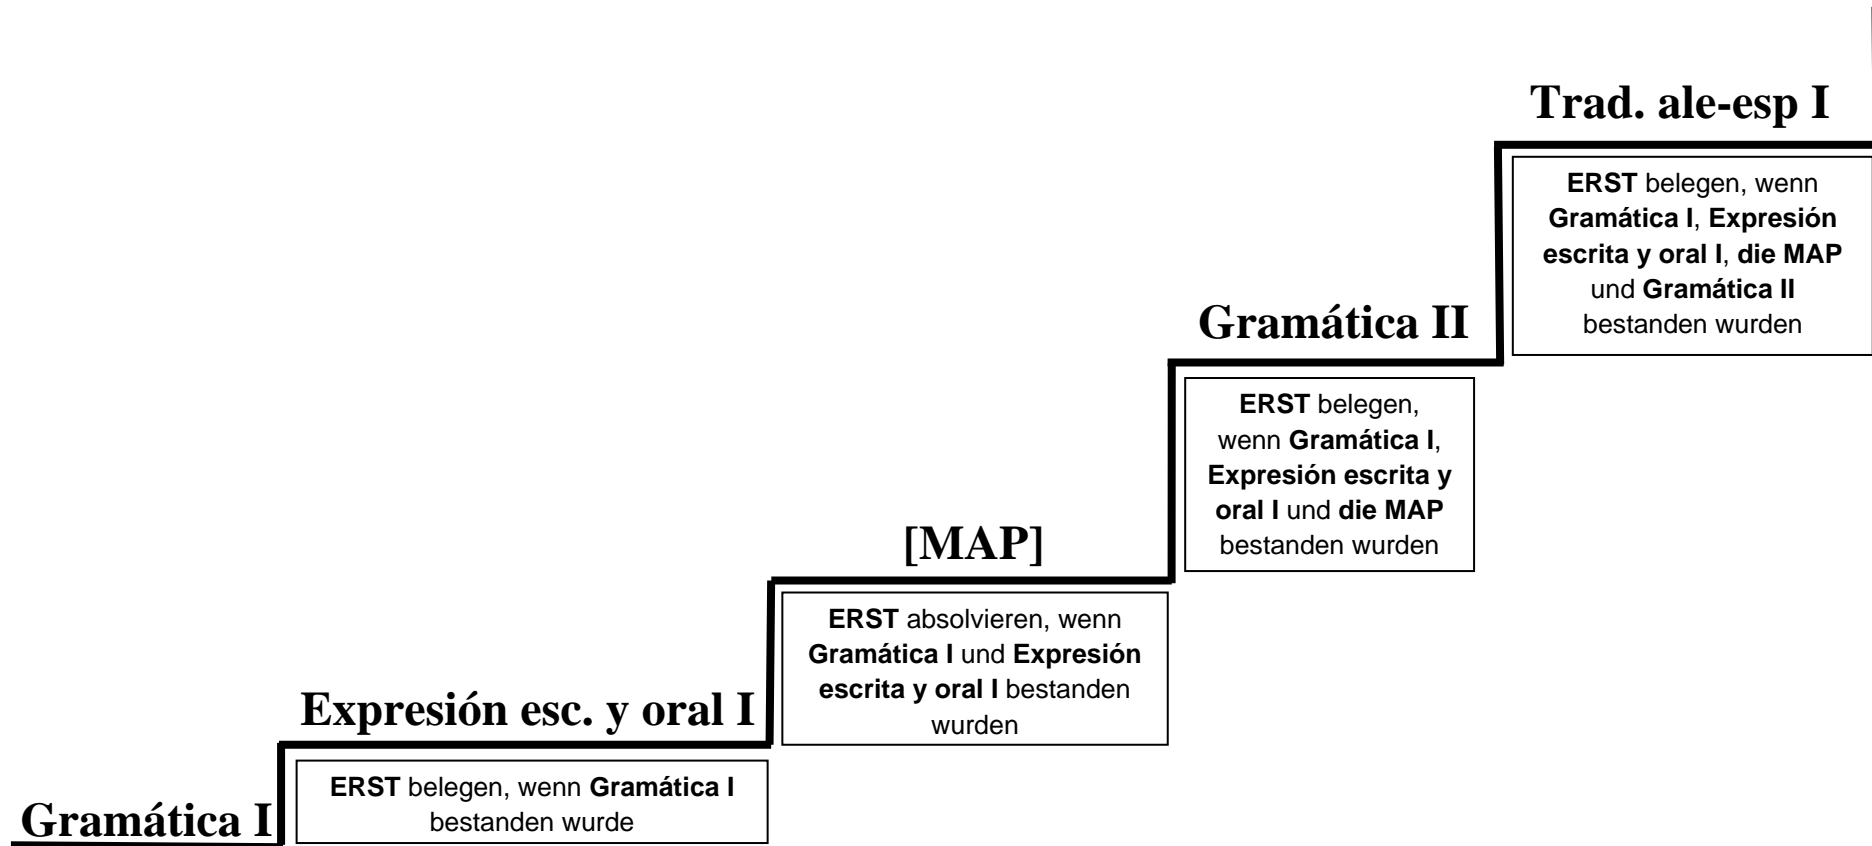 Trad. ale-esp I
ERST belegen, wenn
Gramática I, Expresión
escrita y oral I, die MAP
und Gramática II
bestanden wurden
Gramática II
ERST belegen,
wenn Gramática I,
Expresión escrita y
oral I und die MAP
bestanden wurden
[MAP]
ERST absolvieren, wenn
Gramática I und Expresión
escrita y oral I bestanden
wurden
Expresión esc. y oral I
ERST belegen, wenn Gramática I
bestanden wurde
Gramática I